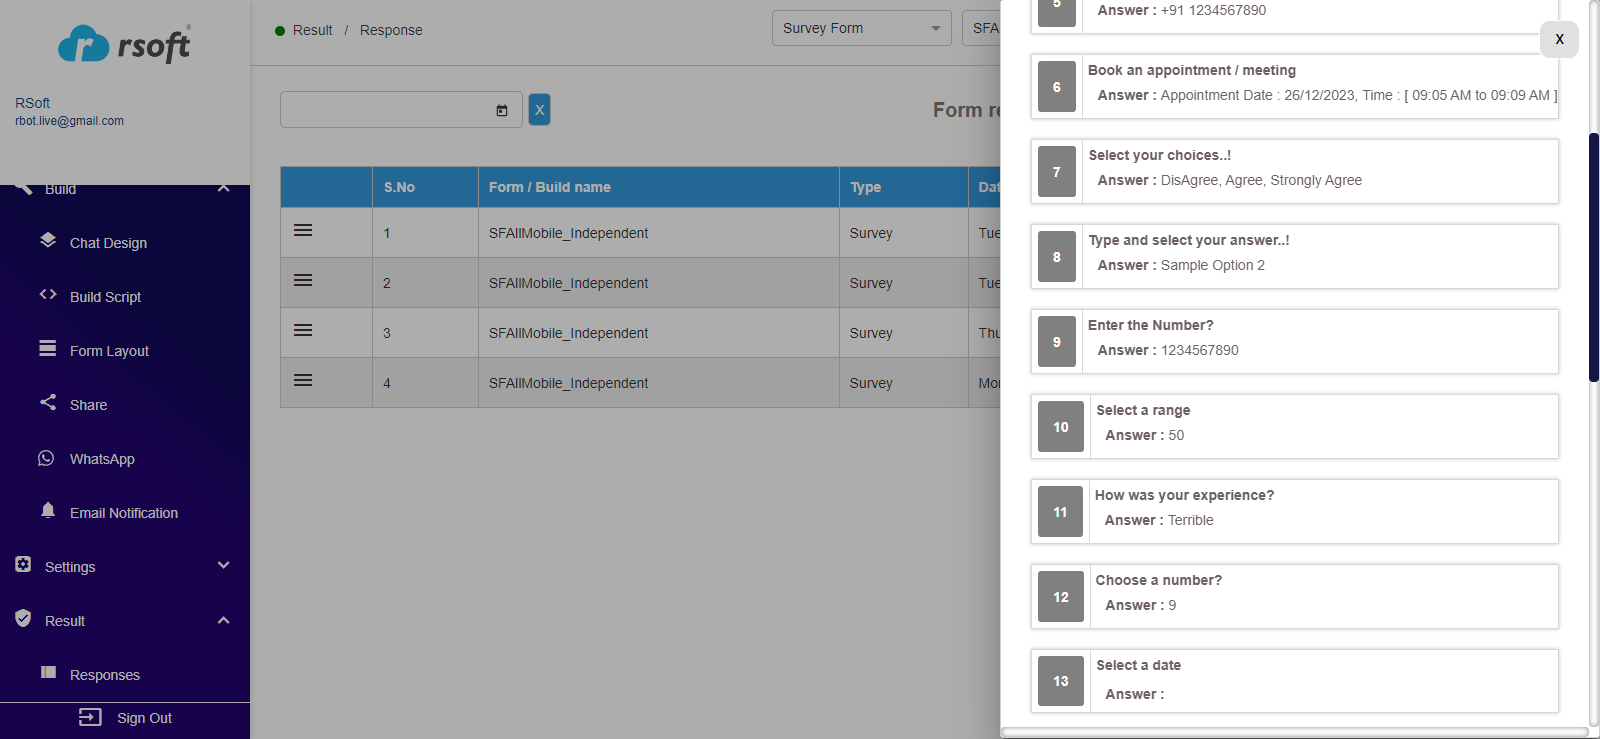 rsoft
RSoft
rbot.live@gmail.com
Build
Chat Design
Build Script
Form Layout
Share
WhatsApp
Email Notification
Settings
Result
Responses
Sign Out
Result / Response
Survey Form
SFA
X
Form re
S.No Form / Build name Type Dat
1 SFAllMobile_Independent Survey Tue
2 SFAllMobile_Independent Survey Tue
3 SFAllMobile_Independent Survey Thu
4 SFAllMobile_Independent Survey Mon
X
5
Answer : +91 1234567890
6
Book an appointment / meeting
Answer : Appointment Date : 26/12/2023, Time : [ 09:05 AM to 09:09 AM ]
7
Select your choices..!
Answer : DisAgree, Agree, Strongly Agree
8
Type and select your answer..!
Answer : Sample Option 2
9
Enter the Number?
Answer : 1234567890
10
Select a range
Answer : 50
11
How was your experience?
Answer : Terrible
12
Choose a number?
Answer : 9
13
Select a date
Answer :